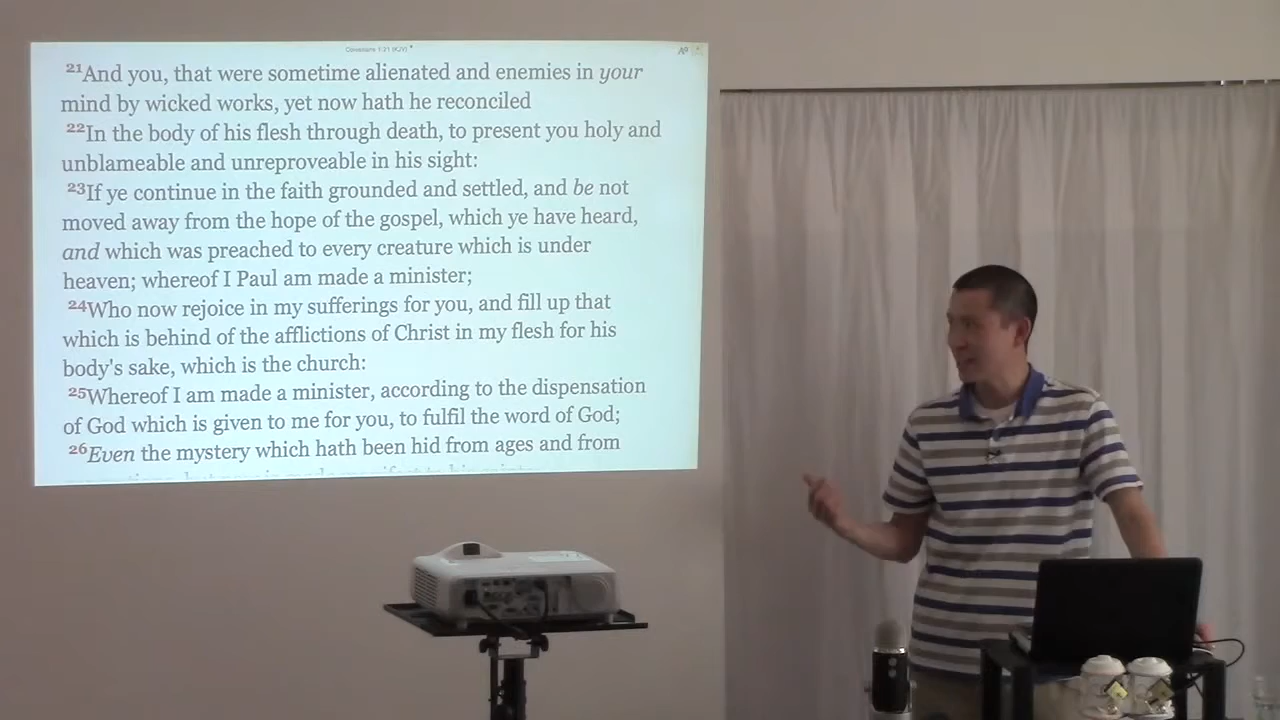 Colossians 1:21 (KJV)
21And you, that were sometime alienated and enemies in your
mind by wicked works, yet now hath he reconciled
22In the body of his flesh through death, to present you holy and
unblameable and unreproveable in his sight:
23If ye continue in the faith grounded and settled, and be not
moved away from the hope of the gospel, which ye have heard,
and which was preached to every creature which is under
heaven; whereof I Paul am made a minister;
24Who now rejoice in my sufferings for you, and fill up that
which is behind of the afflictions of Christ in my flesh for his
body's sake, which is the church:
25Whereof I am made a minister, according to the dispensation
of God which is given to me for you, to fulfil the word of God;
26Even the mystery which hath been hid from ages and from